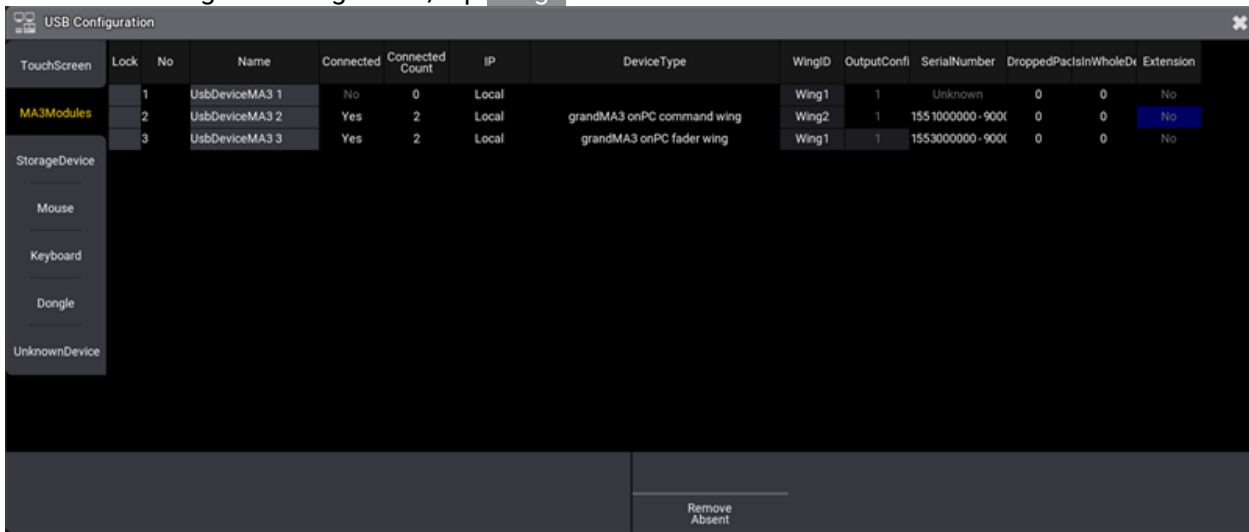 USB Configuration
TouchScreen Lock No Name Connected Connected Count IP DeviceType WingID OutputConfi SerialNumber DroppedPac IsInWholeDe Extension
1 UsbDeviceMA3 1 No 0 Local Wing1 1 Unknown 0 0 No
MA3Modules 2 UsbDeviceMA3 2 Yes 2 Local grandMA3 onPC command wing Wing2 1 1551000000-900 0 0 No
3 UsbDeviceMA3 3 Yes 2 Local grandMA3 onPC fader wing Wing1 1 1553000000-900 0 0 No
StorageDevice
Mouse
Keyboard
Dongle
UnknownDevice
Remove
Absent